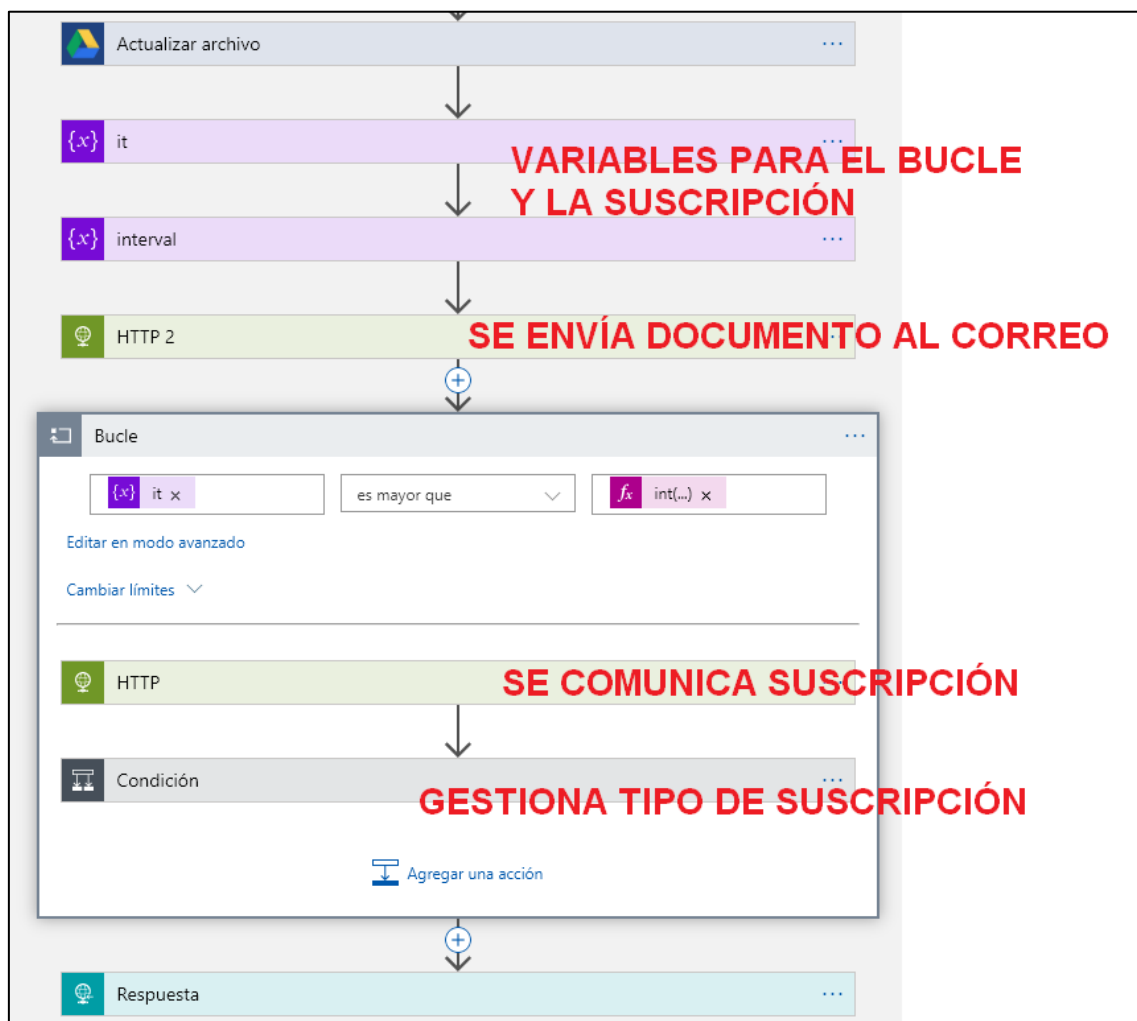 Actualizar archivo
{x} it
VARIABLES PARA EL BUCLE
Y LA SUSCRIPCIÓN
{x} interval
HTTP 2
SE ENVÍA DOCUMENTO AL CORREO
Bucle
{x} it x
es mayor que
fx int(...) x
Editar en modo avanzado
Cambiar límites
HTTP
SE COMUNICA SUSCRIPCIÓN
Condición
GESTIONA TIPO DE SUSCRIPCIÓN
Agregar una acción
Respuesta